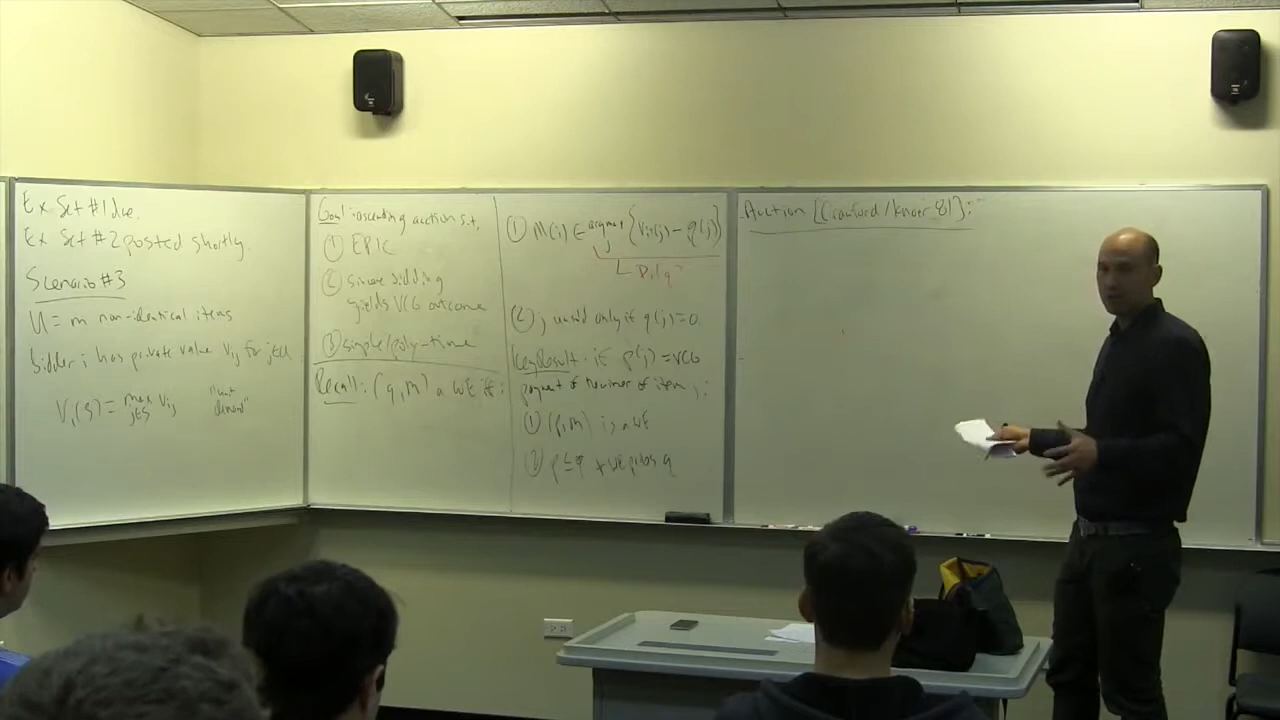 Ex Set #1 due.
Ex Set #2 posted shortly.
Scenario #3
U = m non-identical items
bidder i has private value vij for j∈U
Vi(S) = max j∈S vij "unit demand"
Goal: ascending auction s.t.
① EPIC
② sincere bidding
yields VCG outcome
③ simple/poly-time
Recall: (q,M) a WE if:
① M(i) ∈ argmax {vi(j) - q(j)}
Di(q)
② j unsold only if q(j)=0.
Key Result: if p(j) = VCG
payment of the winner of item j:
① (p,M) is a WE
② p ≤ q ∀ WE prices q
Auction [Crawford/Knoer 81]: